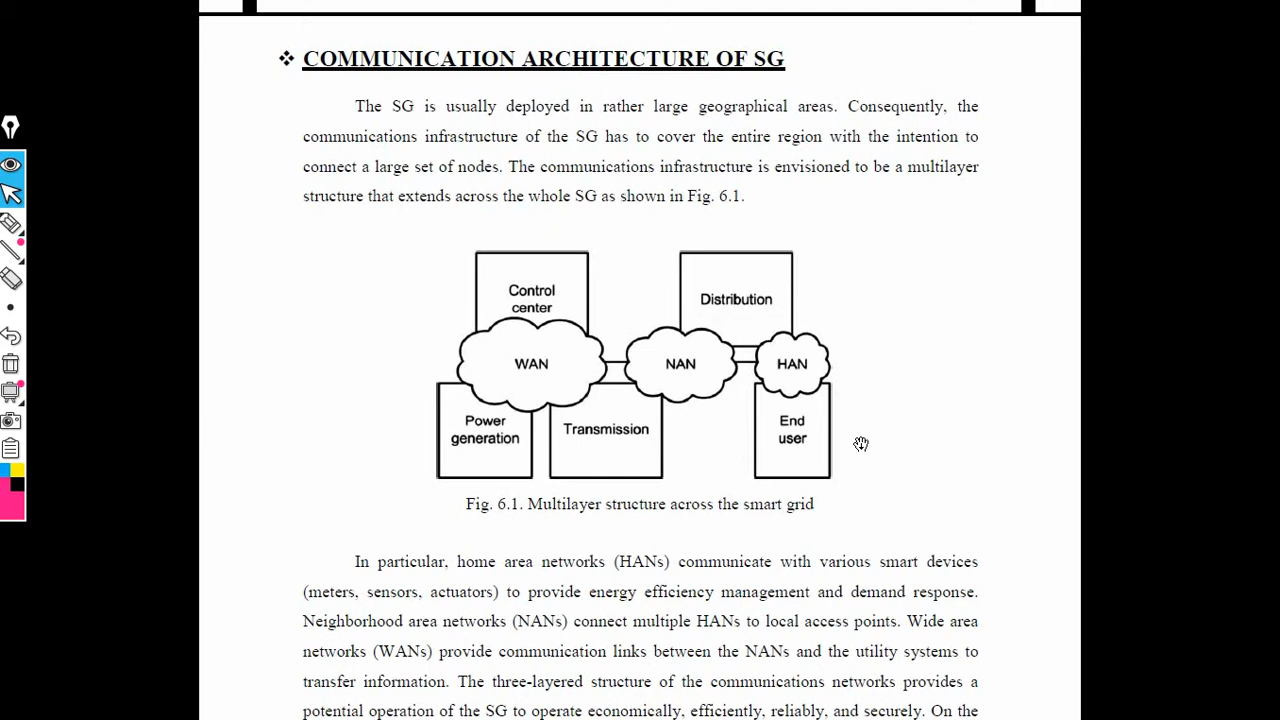 ❖ COMMUNICATION ARCHITECTURE OF SG
The SG is usually deployed in rather large geographical areas. Consequently, the
communications infrastructure of the SG has to cover the entire region with the intention to
connect a large set of nodes. The communications infrastructure is envisioned to be a multilayer
structure that extends across the whole SG as shown in Fig. 6.1.
Control
center
Distribution
WAN
NAN
HAN
Power
generation
Transmission
End
user
Fig. 6.1. Multilayer structure across the smart grid
In particular, home area networks (HANs) communicate with various smart devices
(meters, sensors, actuators) to provide energy efficiency management and demand response.
Neighborhood area networks (NANs) connect multiple HANs to local access points. Wide area
networks (WANs) provide communication links between the NANs and the utility systems to
transfer information. The three-layered structure of the communications networks provides a
potential operation of the SG to operate economically, efficiently, reliably, and securely. On the